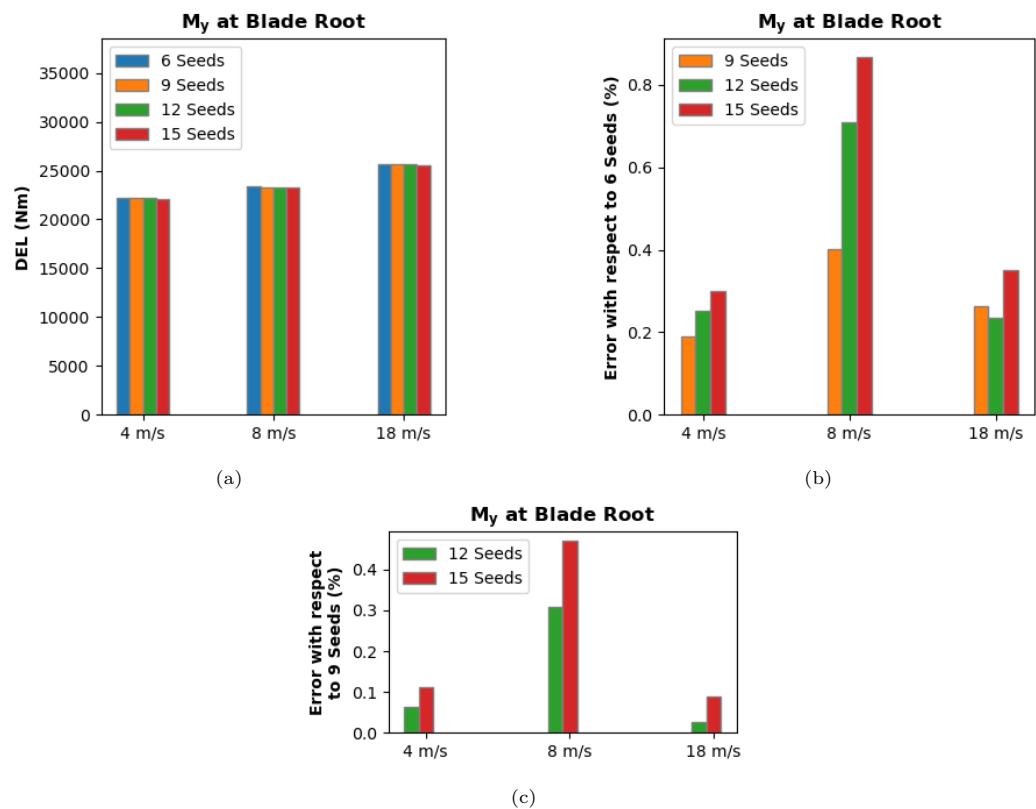 M_y at Blade Root
6 Seeds
9 Seeds
12 Seeds
15 Seeds
DEL (Nm)
35000
30000
25000
20000
15000
10000
5000
0
4 m/s 8 m/s 18 m/s
(a)
M_y at Blade Root
9 Seeds
12 Seeds
15 Seeds
Error with respect to 6 Seeds (%)
0.8
0.6
0.4
0.2
0.0
4 m/s 8 m/s 18 m/s
(b)
M_y at Blade Root
12 Seeds
15 Seeds
Error with respect
to 9 Seeds (%)
0.4
0.3
0.2
0.1
0.0
4 m/s 8 m/s 18 m/s
(c)